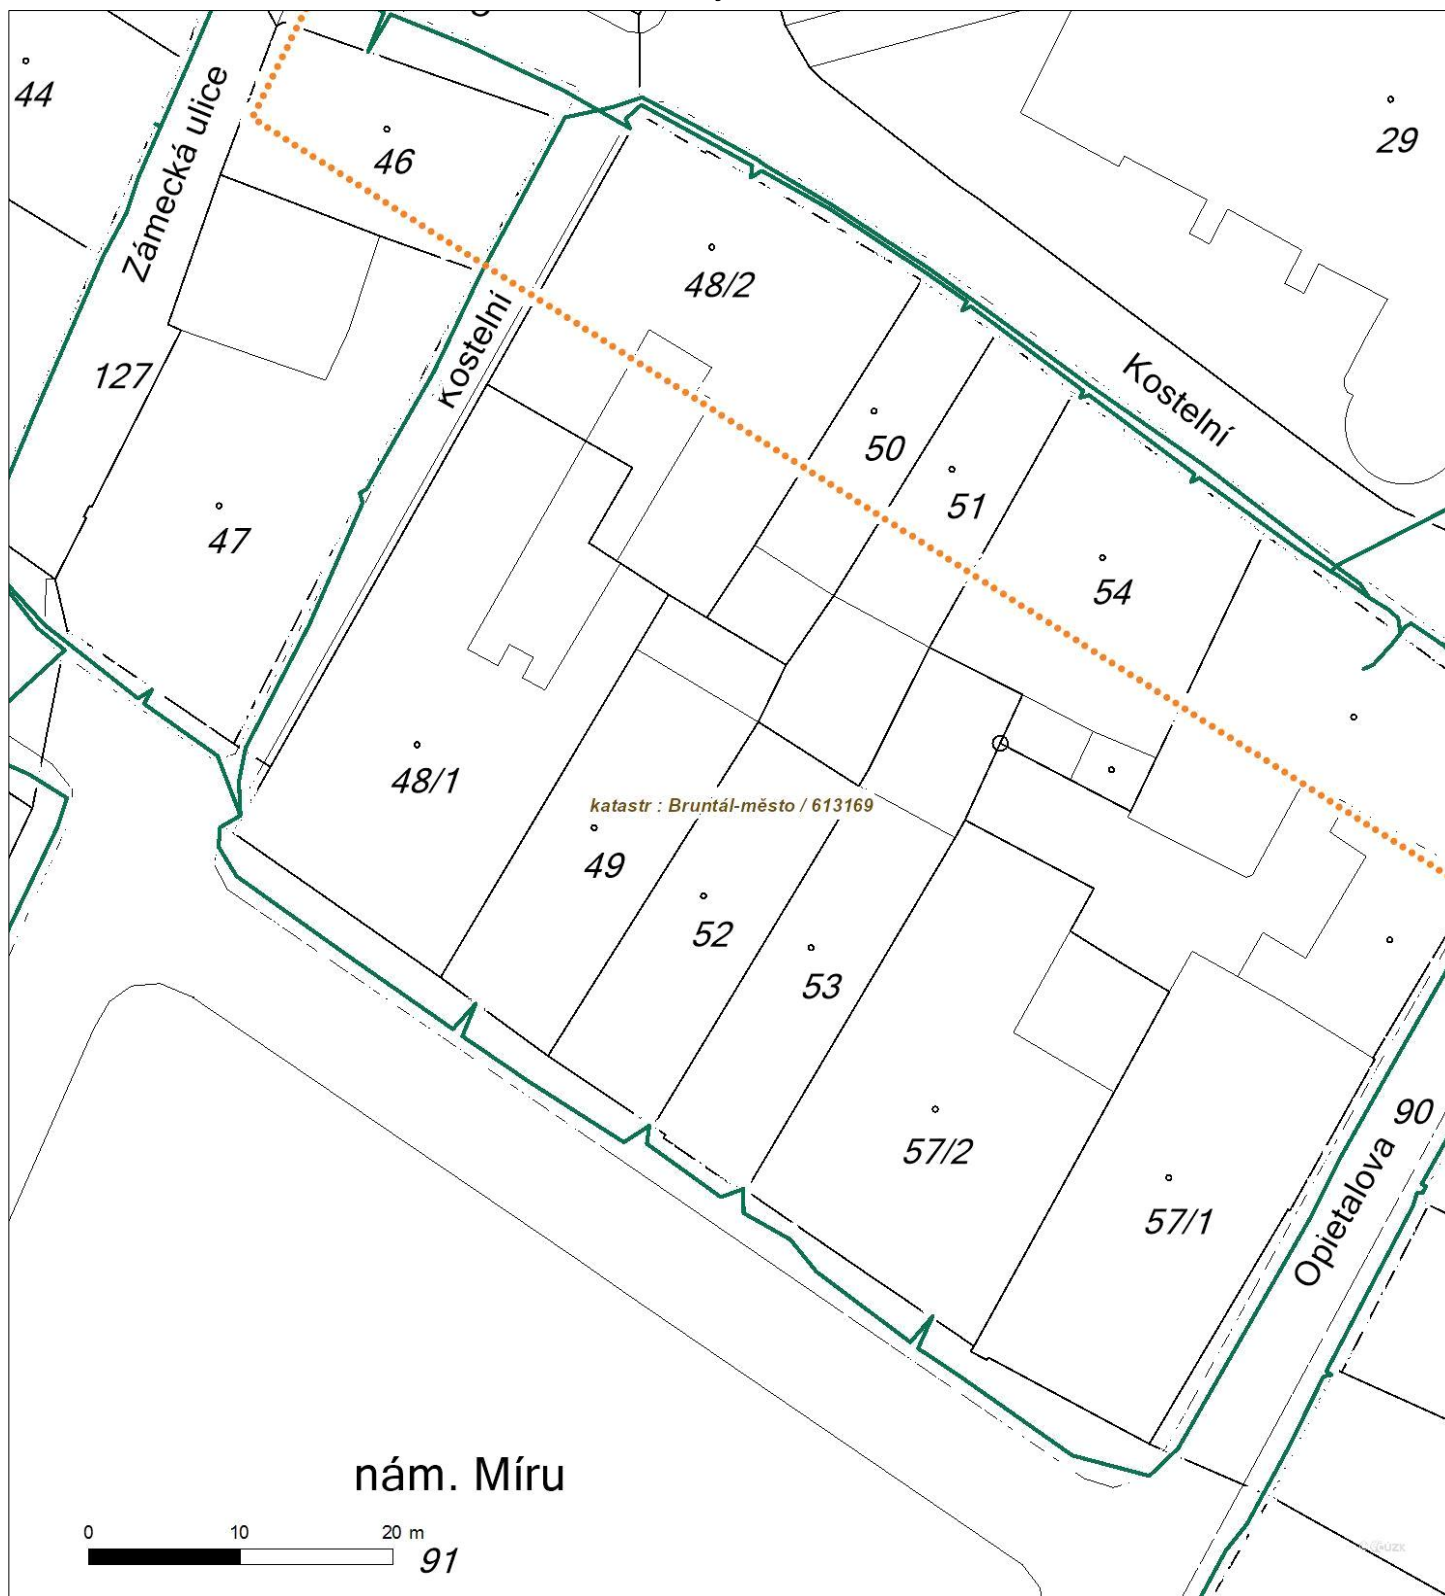 44
Zámecká ulice
46
29
48/2
127
Kostelní
Kostelní
50
51
47
54
48/1
katastr : Bruntál-město / 613169
49
52
53
90
57/2
Opietalova
57/1
nám. Míru
0 10 20 m
91